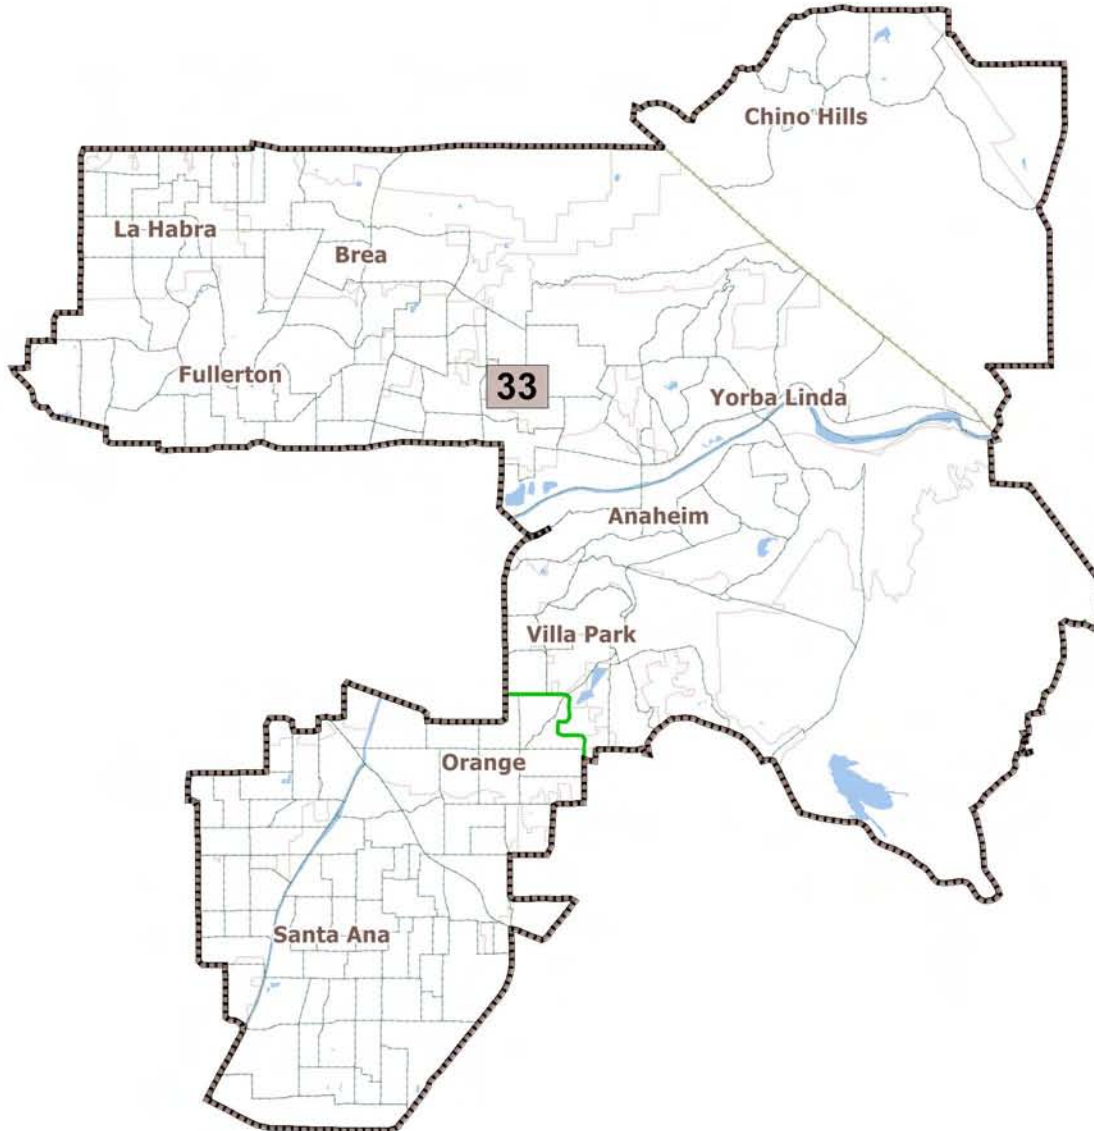 Chino Hills
La Habra
Brea
Fullerton
33
Yorba Linda
Anaheim
Villa Park
Orange
Santa Ana